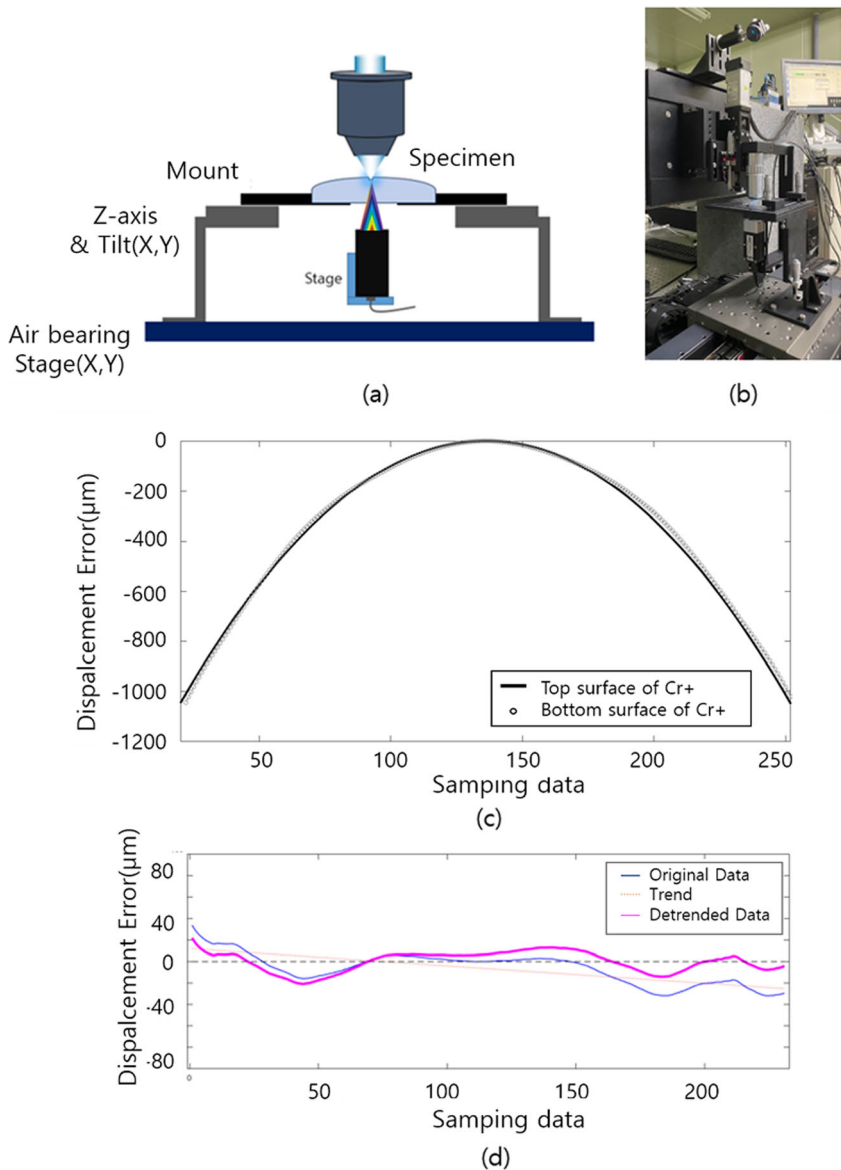 Mount
Specimen
Z-axis
& Tilt(X,Y)
Stage
Air bearing
Stage(X,Y)
(a)
(b)
Dispalcement Error(μm)
0
-200
-400
-600
-800
-1000
-1200
50
100
150
200
250
Top surface of Cr+
Bottom surface of Cr+
Samping data
(c)
Dispalcement Error(μm)
80
40
0
-40
-80
Original Data
Trend
Detrended Data
0
50
100
150
200
Samping data
(d)